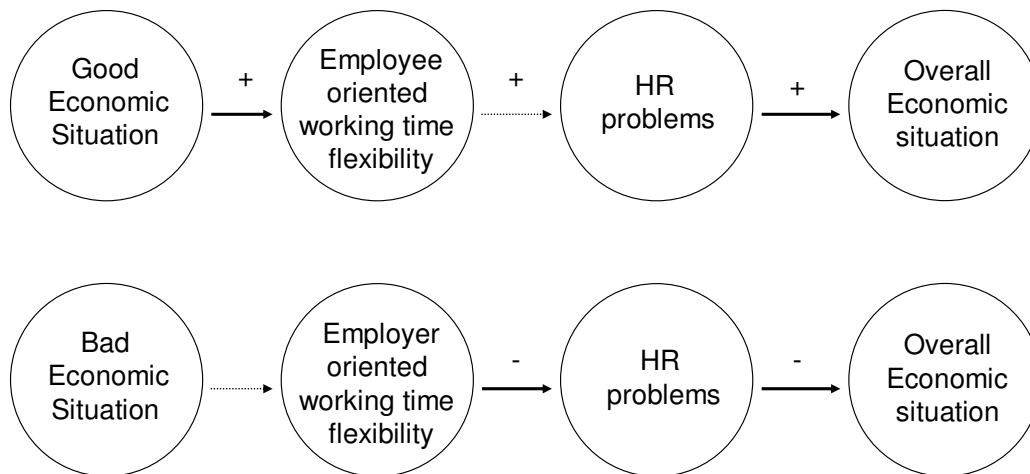 Good
Economic
Situation
+
Employee
oriented
working time
flexibility
+
HR
problems
+
Overall
Economic
situation
Bad
Economic
Situation
Employer
oriented
working time
flexibility
-
HR
problems
-
Overall
Economic
situation